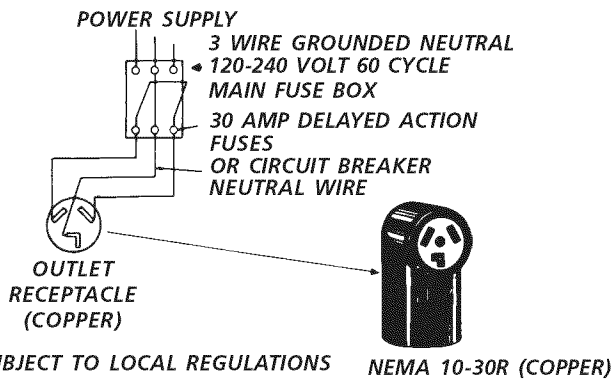 POWER SUPPLY
3 WIRE GROUNDED NEUTRAL
120-240 VOLT 60 CYCLE
MAIN FUSE BOX
30 AMP DELAYED ACTION
FUSES
OR CIRCUIT BREAKER
NEUTRAL WIRE
OUTLET
RECEPTACLE
(COPPER)
BJECT TO LOCAL REGULATIONS
NEMA 10-30R (COPPER)